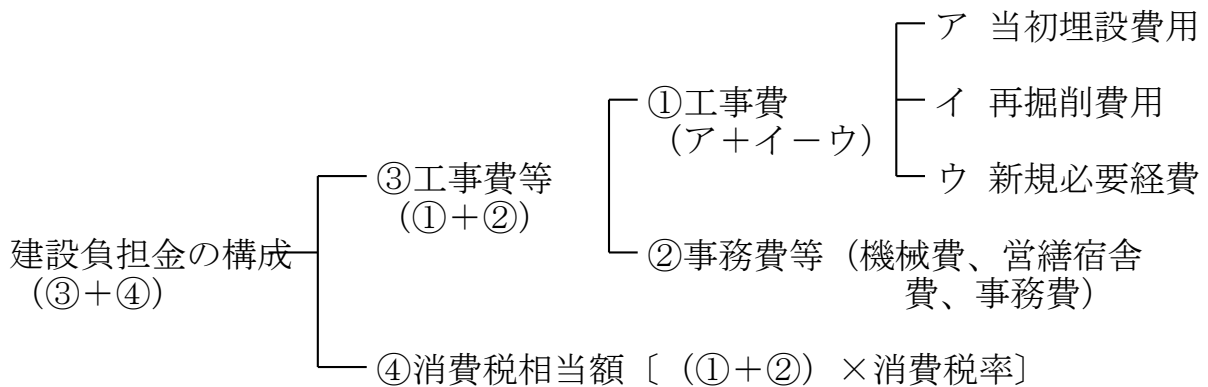 建設負担金の構成
（③＋④）
③工事費等
（①＋②）
①工事費
（ア＋イ－ウ）
ア 当初埋設費用
イ 再掘削費用
ウ 新規必要経費
②事務費等（機械費、営繕宿舎
費、事務費）
④消費税相当額〔（①＋②）×消費税率〕